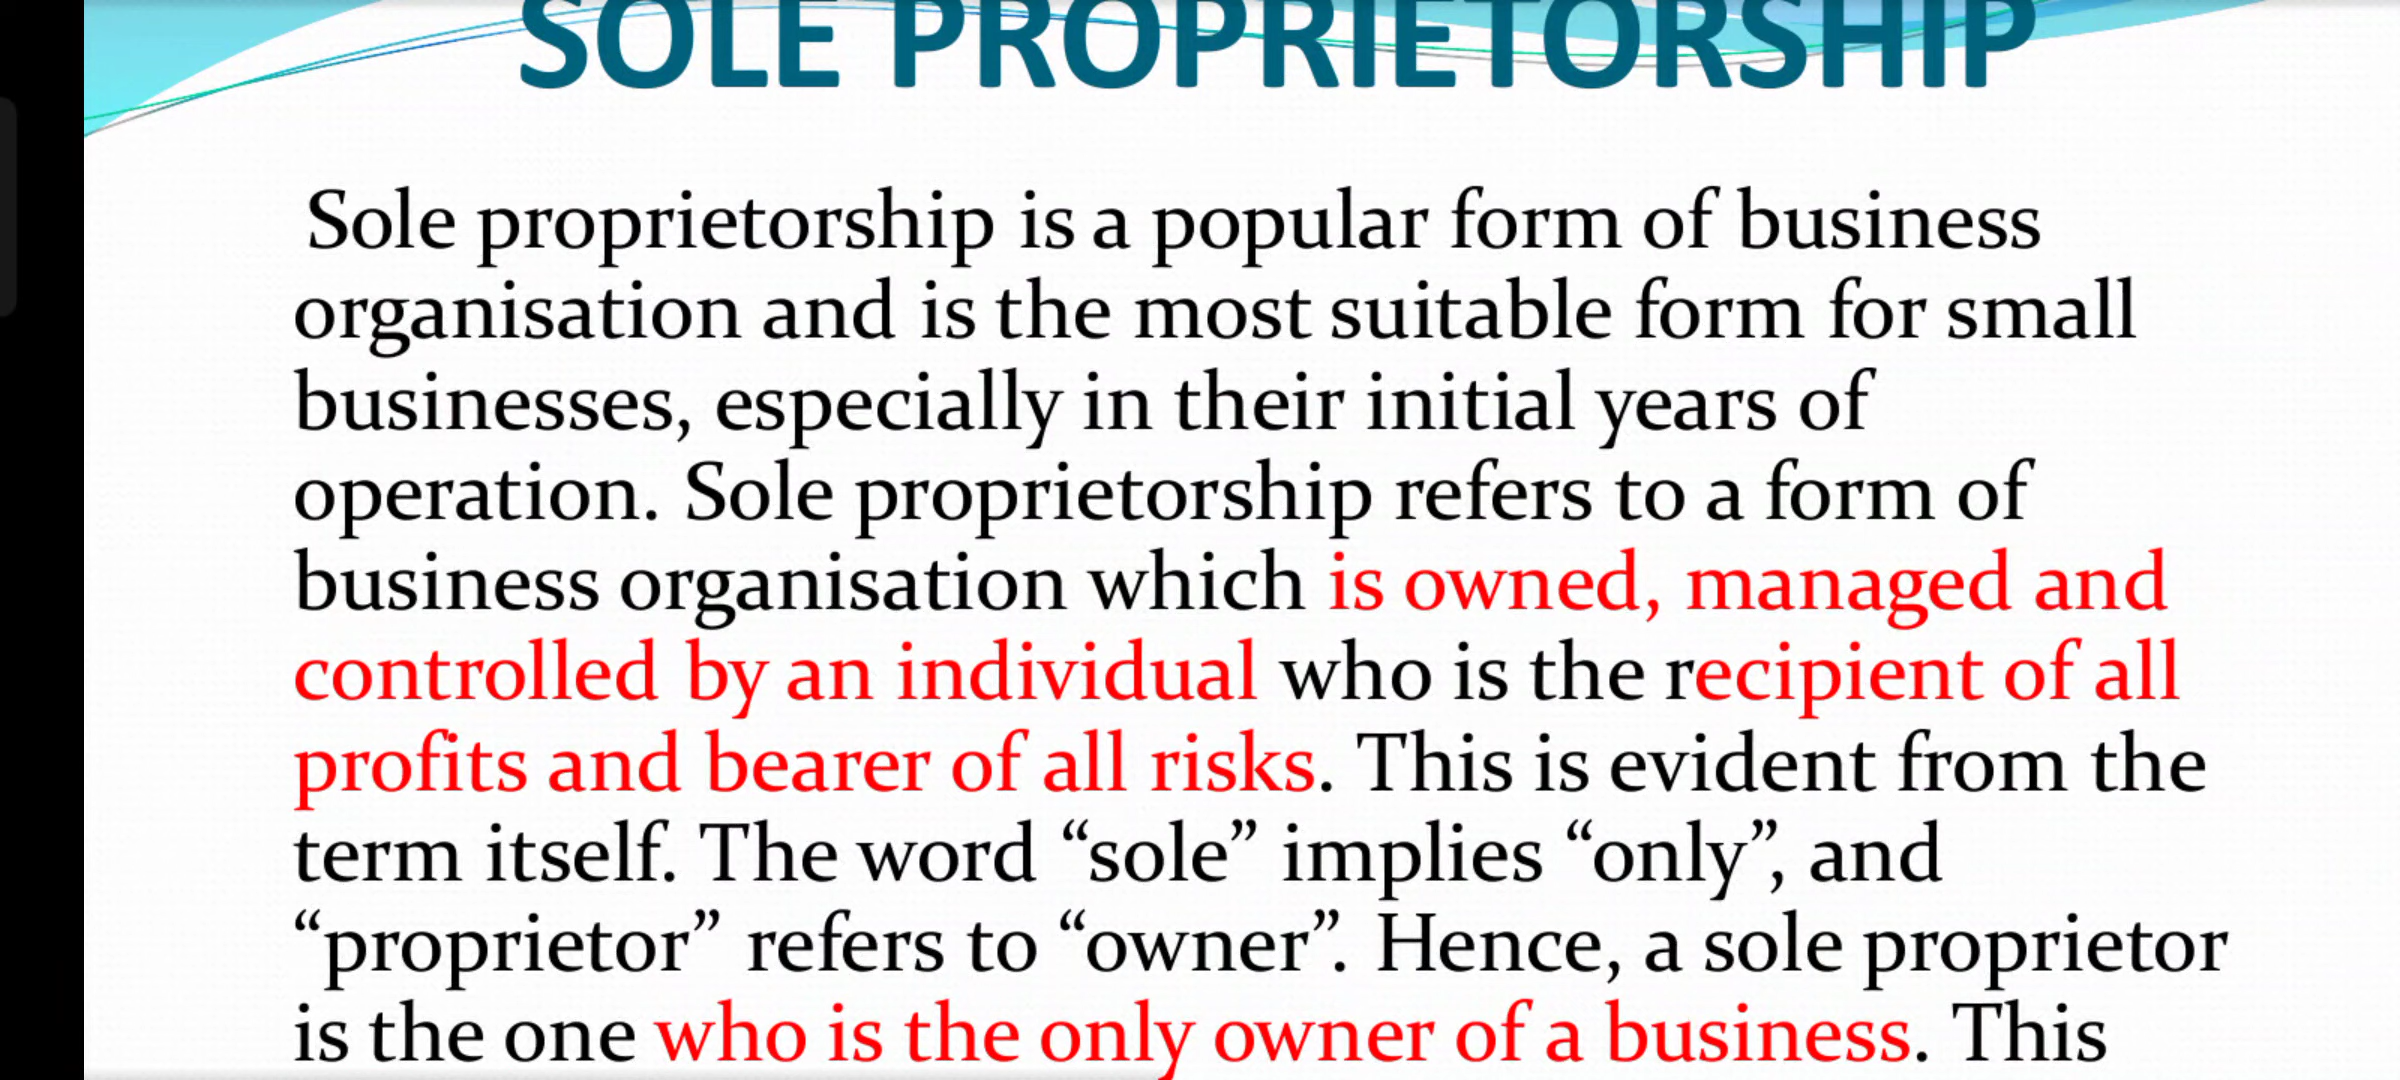 SOLE PROPRIETORSHIP
Sole proprietorship is a popular form of business
organisation and is the most suitable form for small
businesses, especially in their initial years of
operation. Sole proprietorship refers to a form of
business organisation which is owned, managed and
controlled by an individual who is the recipient of all
profits and bearer of all risks. This is evident from the
term itself. The word “sole” implies “only”, and
“proprietor” refers to “owner”. Hence, a sole proprietor
is the one who is the only owner of a business. This